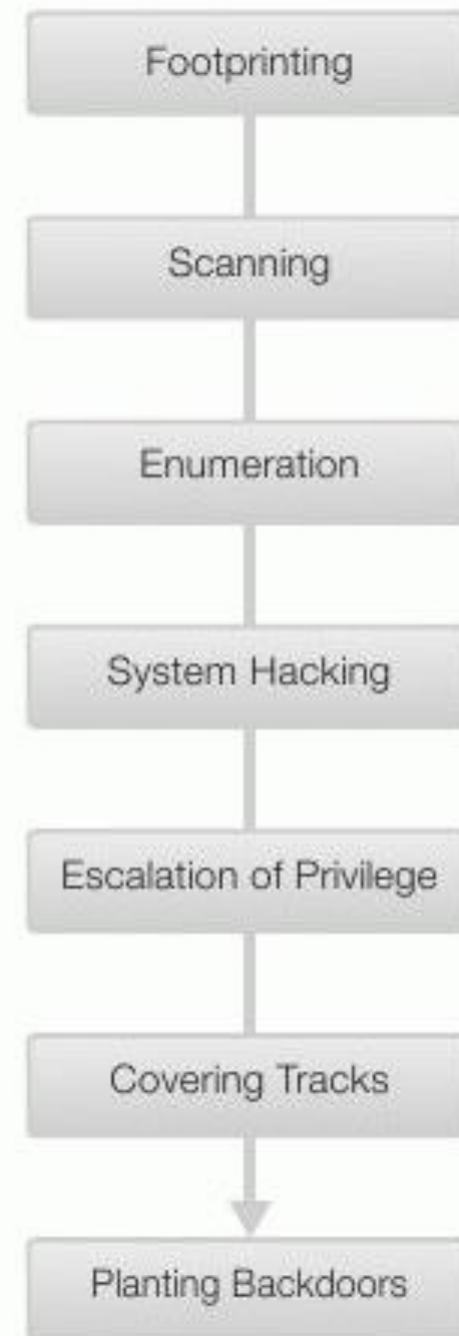 Footprinting
Scanning
Enumeration
System Hacking
Escalation of Privilege
Covering Tracks
Planting Backdoors